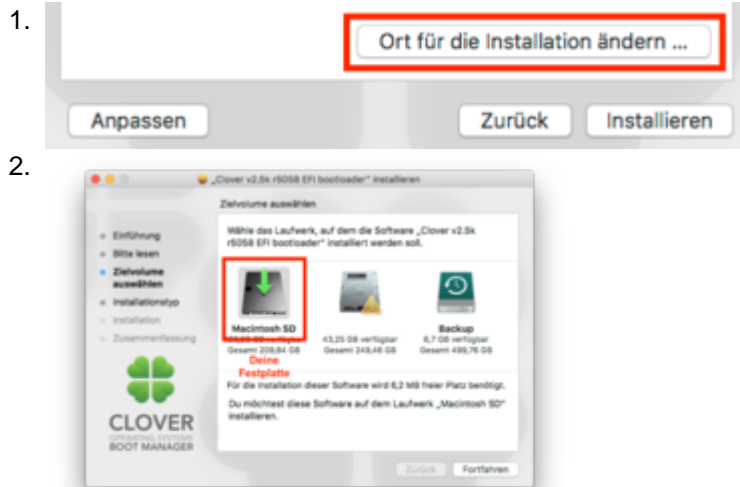 1.
Ort für die Installation ändern ...
Anpassen
Zurück
Installieren
2.
„Clover v2.5k r5058 EFI bootloader“ installieren
Zielvolume auswählen
Einführung
Bitte lesen
Zielvolume
auswählen
Installationstyp
Installation
Zusammenfassung
Wähle das Laufwerk, auf dem die Software „Clover v2.5k
r5058 EFI bootloader“ installiert werden
soll.
Macintosh SD
verfügbar
Gesamt 209,84 GB
Deine
Festplatte
43,25 GB verfügbar
Gesamt 249,46 GB
Backup
6,7 GB verfügbar
Gesamt 499,76 GB
Für die Installation dieser Software wird 6,2 MB freier Platz benötigt.
Du möchtest diese Software auf dem Laufwerk „Macintosh SD“
installieren.
CLOVER
OPERATING SYSTEMS
BOOT MANAGER
Zurück
Fortfahren